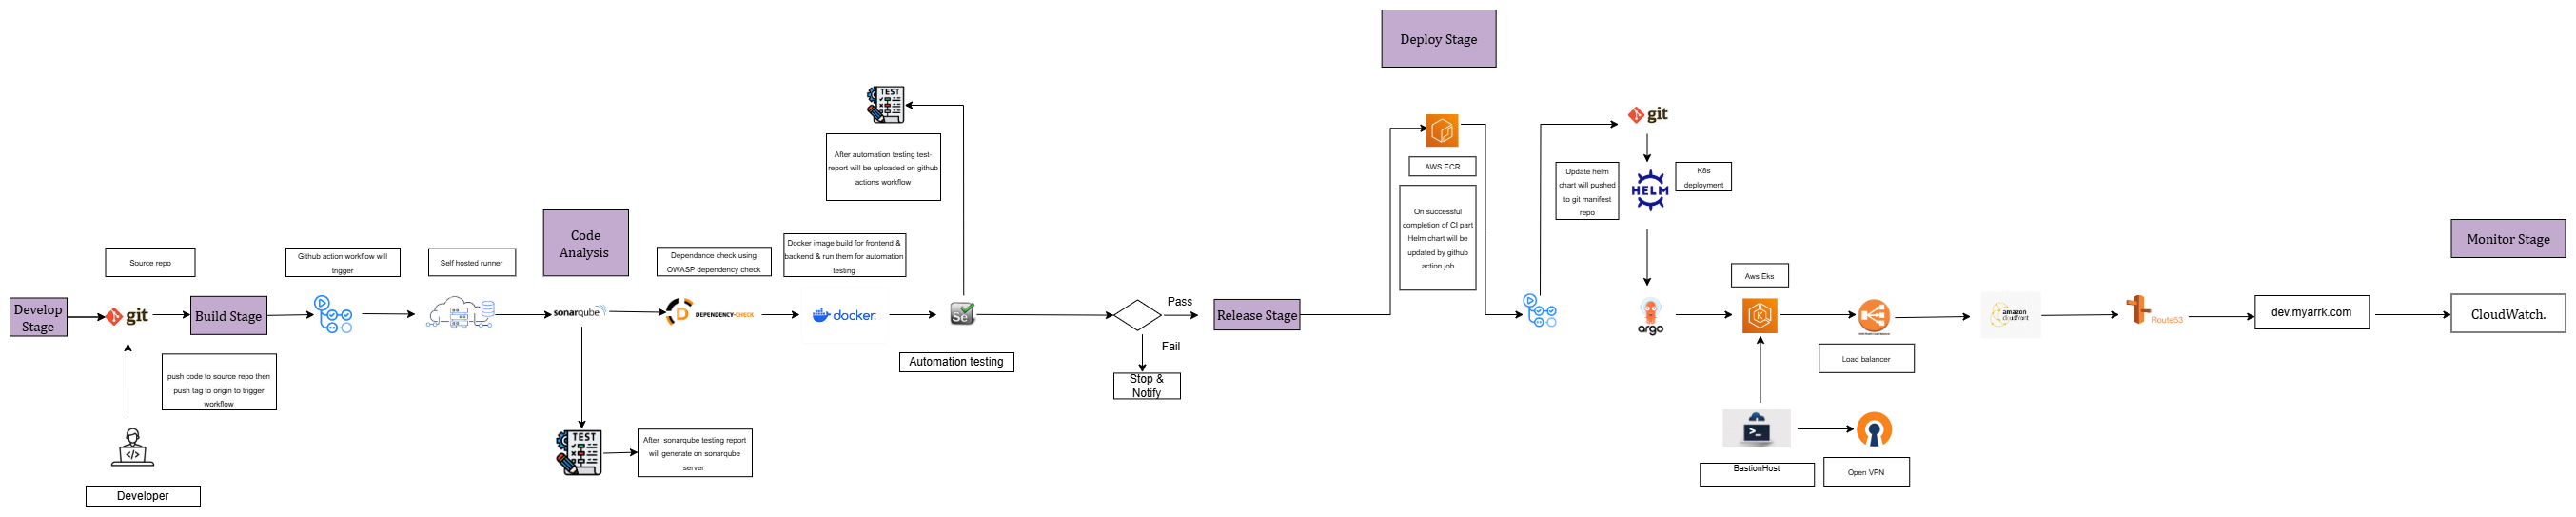 Develop
Stage
Source repo
git
Developer
Build Stage
push code to source repo then
push tag to origin to trigger
workflow
Github action workflow will
trigger
Self hosted runner
Code
Analysis
sonarqube
TEST
After sonarqube testing report
will generate on sonarqube
server
Dependance check using
OWASP dependency check
DEPENDENCY-CHECK
Docker image build for frontend &
backend & run them for automation
testing
docker
TEST
After automation testing test-
report will be uploaded on github
actions workflow
Se
Automation testing
Pass
Fail
Stop &
Notify
Release Stage
Deploy Stage
AWS ECR
On successful
completion of CI part
Helm chart will be
updated by github
action job
git
Update helm
chart will pushed
to git manifest
repo
HELM
K8s
deployment
argo
Aws Eks
K
BastionHost
Open VPN
Load balancer
amazon
cloudfront
Route53
dev.myarrk.com
Monitor Stage
CloudWatch.